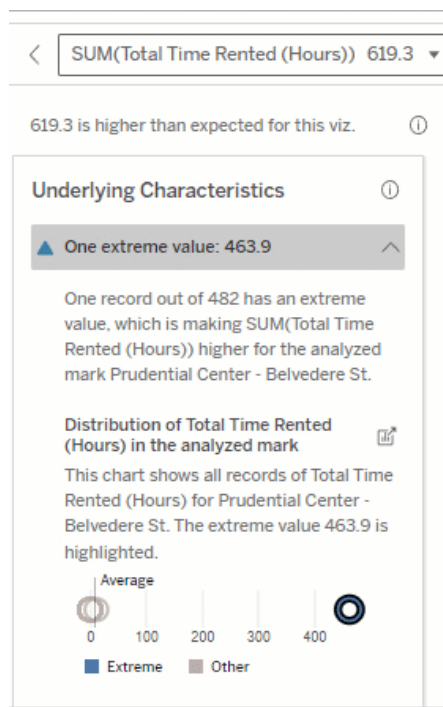 SUM(Total Time Rented (Hours)) 619.3
619.3 is higher than expected for this viz.
Underlying Characteristics
One extreme value: 463.9
One record out of 482 has an extreme
value, which is making SUM(Total Time
Rented (Hours)) higher for the analyzed
mark Prudential Center - Belvedere St.
Distribution of Total Time Rented
(Hours) in the analyzed mark
This chart shows all records of Total Time
Rented (Hours) for Prudential Center -
Belvedere St. The extreme value 463.9 is
highlighted.
Average
0 100 200 300 400
Extreme Other